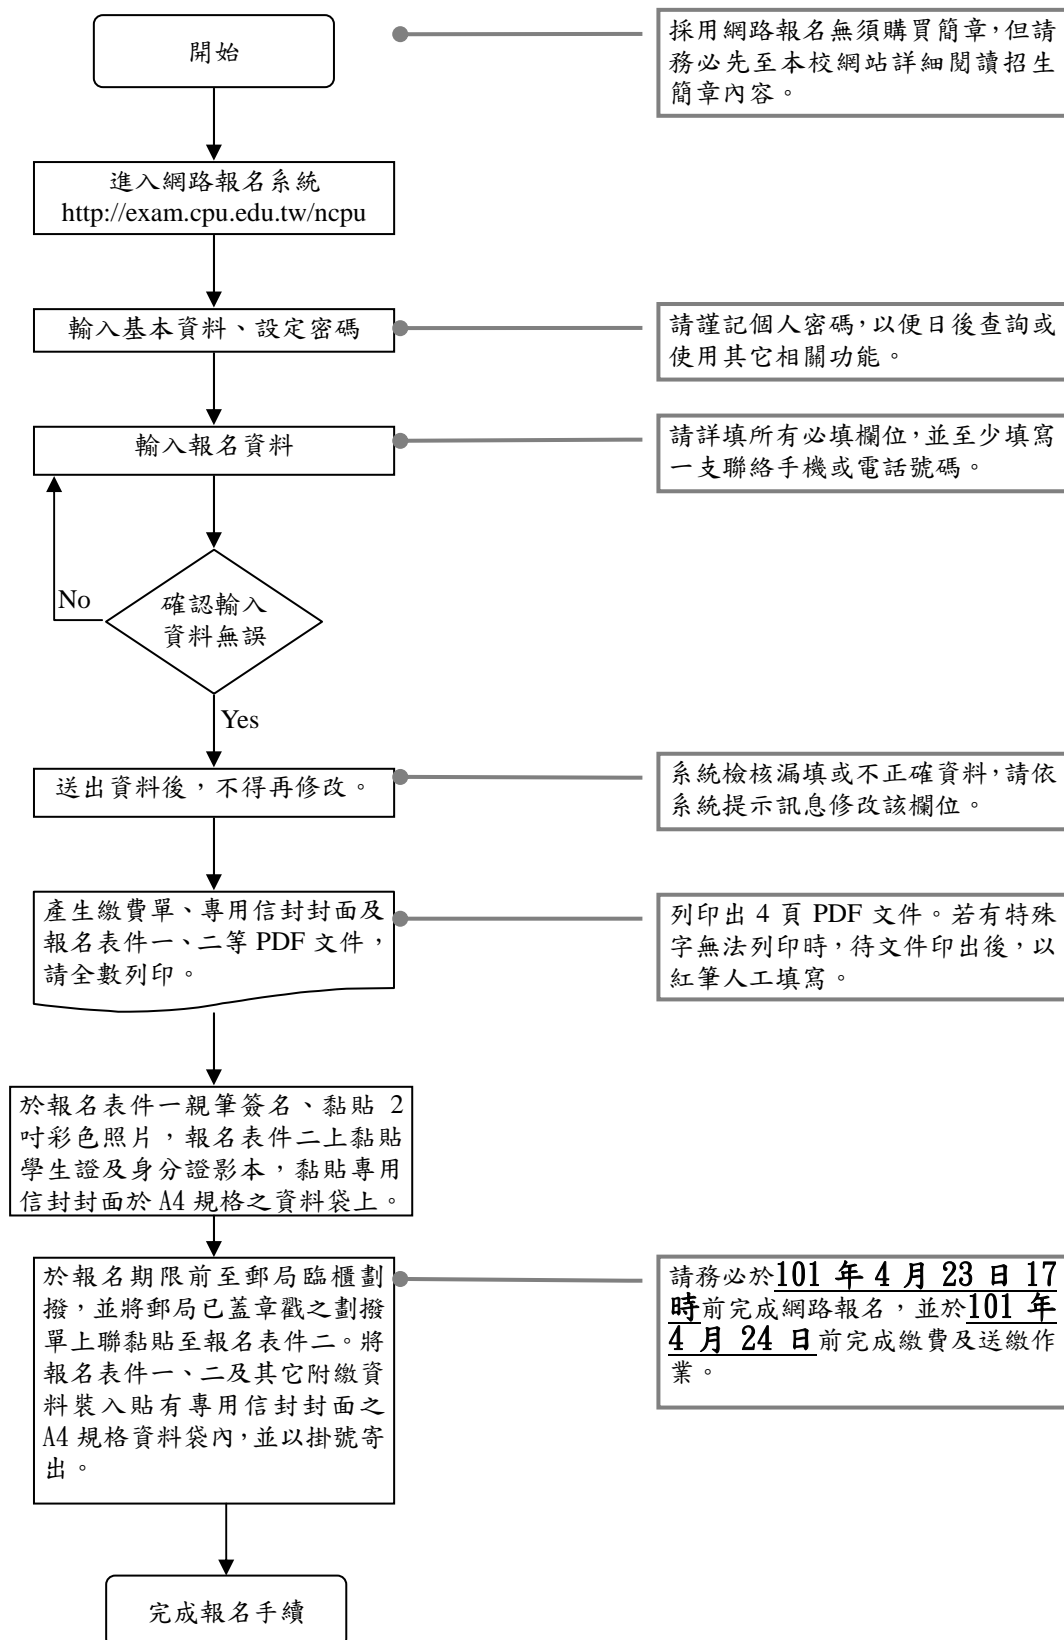 開始
採用網路報名無須購買簡章，但請
務必先至本校網站詳細閱讀招生
簡章內容。
進入網路報名系統
http://exam.cpu.edu.tw/ncpu
輸入基本資料、設定密碼
請謹記個人密碼，以便日後查詢或
使用其它相關功能。
輸入報名資料
請詳填所有必填欄位，並至少填寫
一支聯絡手機或電話號碼。
No
確認輸入
資料無誤
Yes
送出資料後，不得再修改。
系統檢核漏填或不正確資料，請依
系統提示訊息修改該欄位。
產生繳費單、專用信封封面及
報名表件一、二等 PDF 文件，
請全數列印。
列印出 4 頁 PDF 文件。若有特殊
字無法列印時，待文件印出後，以
紅筆人工填寫。
於報名表件一親筆簽名、黏貼 2
吋彩色照片，報名表件二上黏貼
學生證及身分證影本，黏貼專用
信封封面於 A4 規格之資料袋上。
於報名期限前至郵局臨櫃劃
撥，並將郵局已蓋章戳之劃撥
單上聯黏貼至報名表件二。將
報名表件一、二及其它附繳資
料裝入貼有專用信封封面之
A4 規格資料袋內，並以掛號寄
出。
請務必於101 年 4 月 23 日 17
時前完成網路報名，並於101 年
4 月 24 日前完成繳費及送繳作
業。
完成報名手續